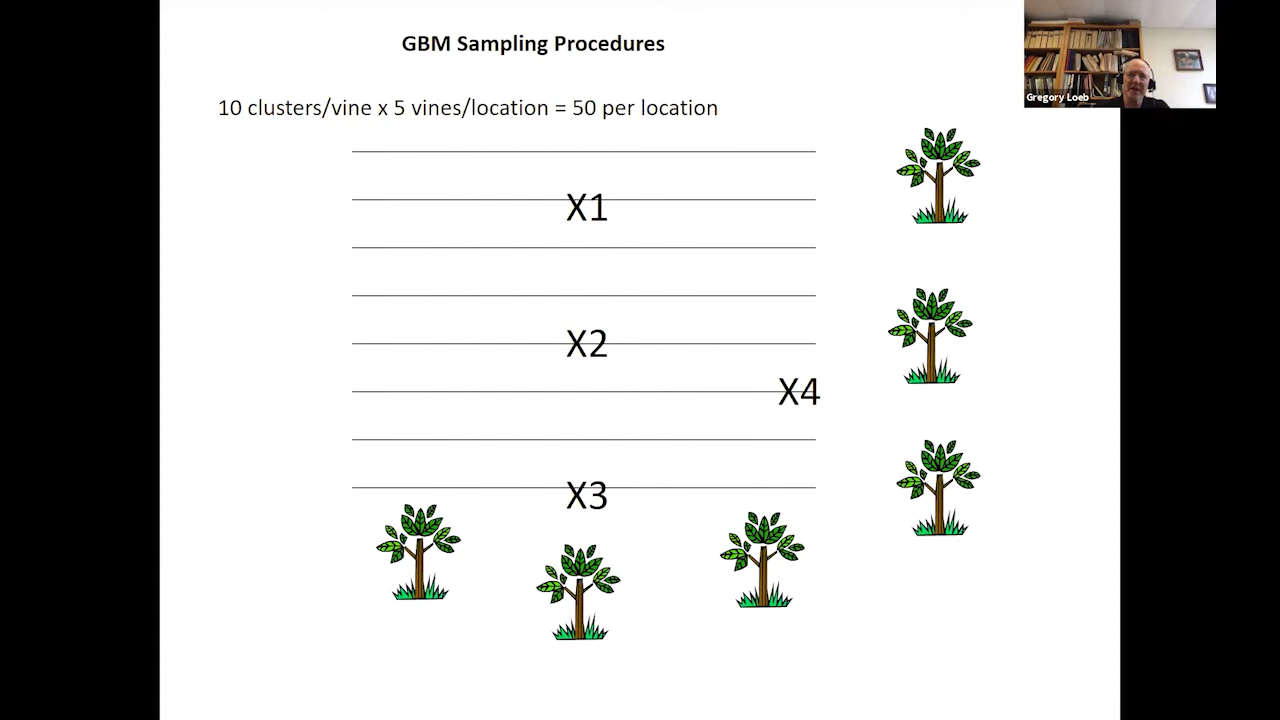 GBM Sampling Procedures
Gregory Loeb
10 clusters/vine x 5 vines/location = 50 per location
X1
X2
X4
X3